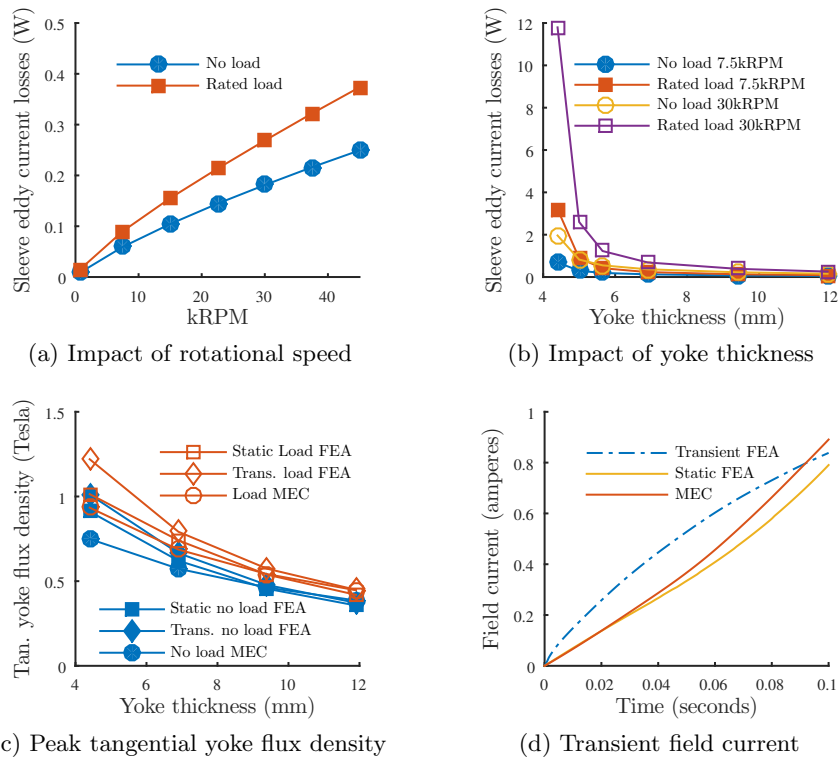 Sleeve eddy current losses (W)
0.5
0.4
0.3
0.2
0.1
0
No load
Rated load
0 10 20 30 40
kRPM
(a) Impact of rotational speed
Sleeve eddy current losses (W)
12
10
8
6
4
2
0
No load 7.5kRPM
Rated load 7.5kRPM
No load 30kRPM
Rated load 30kRPM
4 6 8 10 12
Yoke thickness (mm)
(b) Impact of yoke thickness
Tan. yoke flux density (Tesla)
1.5
1
0.5
0
Static Load FEA
Trans. load FEA
Load MEC
Static no load FEA
Trans. no load FEA
No load MEC
4 6 8 10 12
Yoke thickness (mm)
c) Peak tangential yoke flux density
Field current (amperes)
1
0.8
0.6
0.4
0.2
0
Transient FEA
Static FEA
MEC
0 0.02 0.04 0.06 0.08 0.1
Time (seconds)
(d) Transient field current